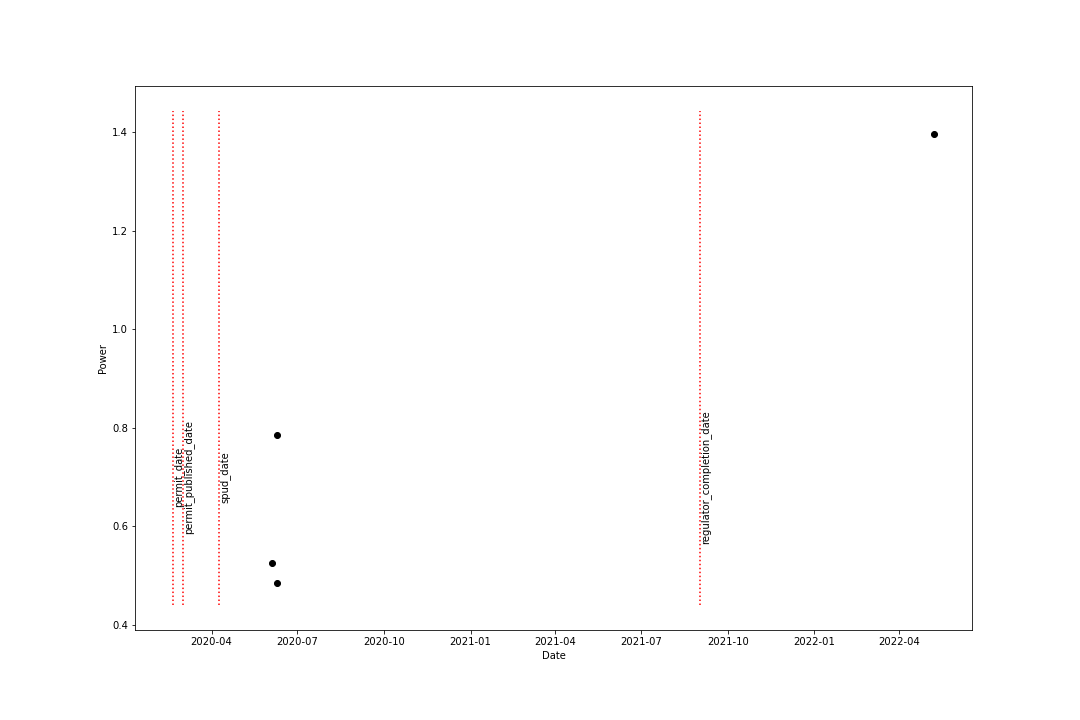 1.4
1.2
1.0
0.8
0.6
0.4
Power
permit_date
permit_published_date
spud_date
regulator_completion_date
2020-04
2020-07
2020-10
2021-01
2021-04
2021-07
2021-10
2022-01
2022-04
Date